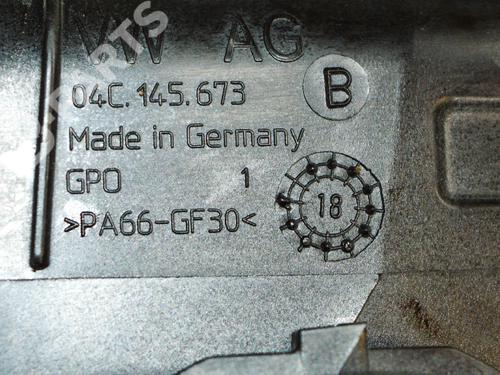 VW AG
04C.145.673 B
Made in Germany
GPO 1
>PA66-GF30< 18